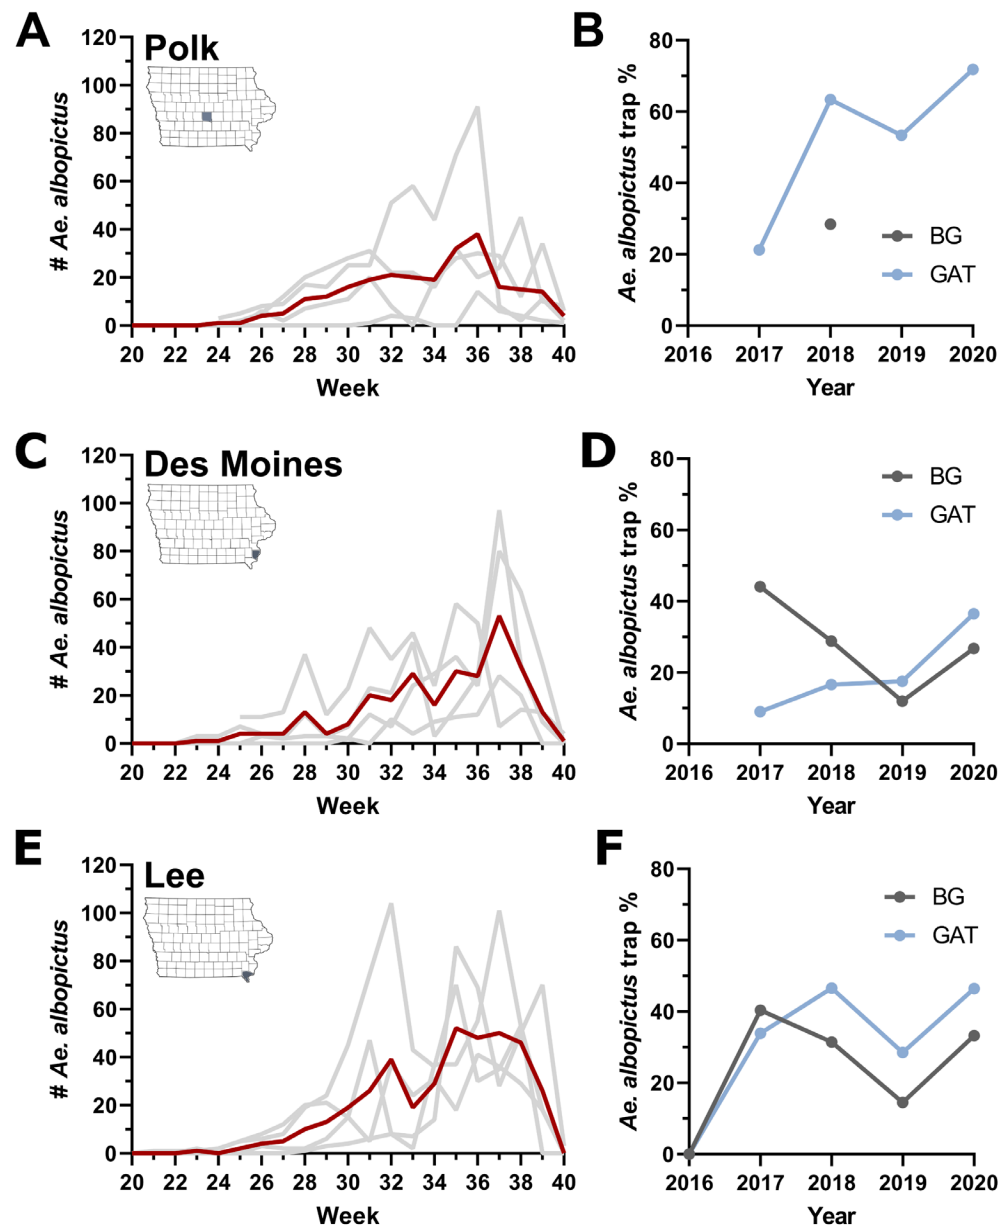 A
Polk
# Ae. albopictus
120
100
80
60
40
20
0
20 22 24 26 28 30 32 34 36 38 40
Week
B
Ae. albopictus trap %
80
60
40
20
0
BG
GAT
2016 2017 2018 2019 2020
Year
C
Des Moines
# Ae. albopictus
120
100
80
60
40
20
0
20 22 24 26 28 30 32 34 36 38 40
Week
D
Ae. albopictus trap %
80
60
40
20
0
BG
GAT
2016 2017 2018 2019 2020
Year
E
Lee
# Ae. albopictus
120
100
80
60
40
20
0
20 22 24 26 28 30 32 34 36 38 40
Week
F
Ae. albopictus trap %
80
60
40
20
0
BG
GAT
2016 2017 2018 2019 2020
Year